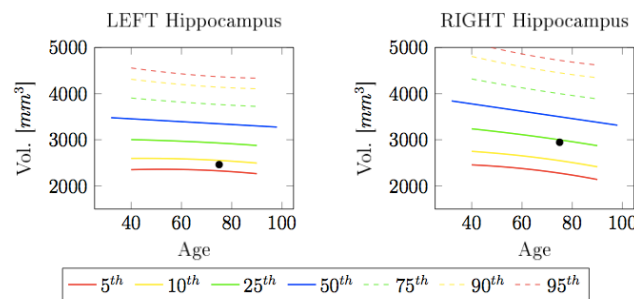 LEFT Hippocampus
5000
4000
3000
2000
Vol. [mm³]
40 60 80 100
Age
RIGHT Hippocampus
5000
4000
3000
2000
Vol. [mm³]
40 60 80 100
Age
5th 10th 25th 50th 75th 90th 95th